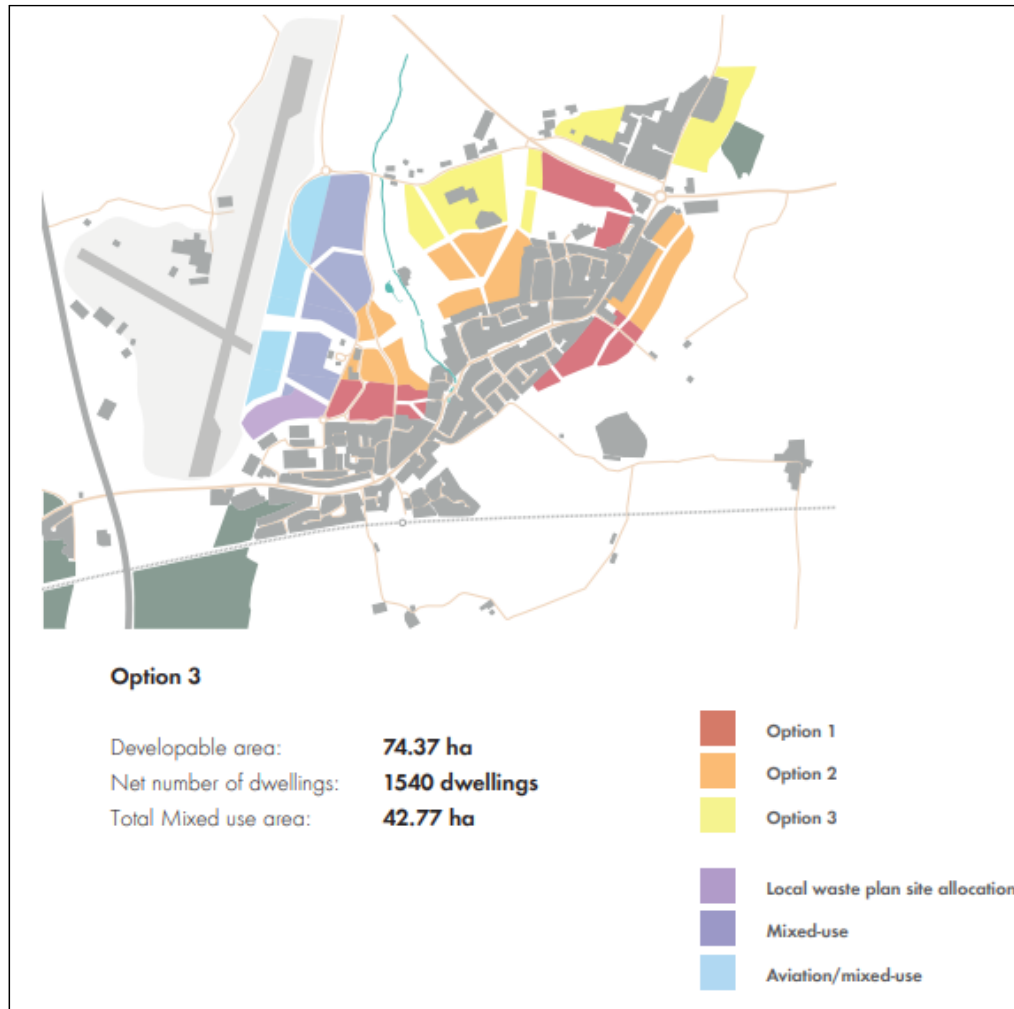 Option 3
Developable area: 74.37 ha
Net number of dwellings: 1540 dwellings
Total Mixed use area: 42.77 ha
Option 1
Option 2
Option 3
Local waste plan site allocation
Mixed-use
Aviation/mixed-use